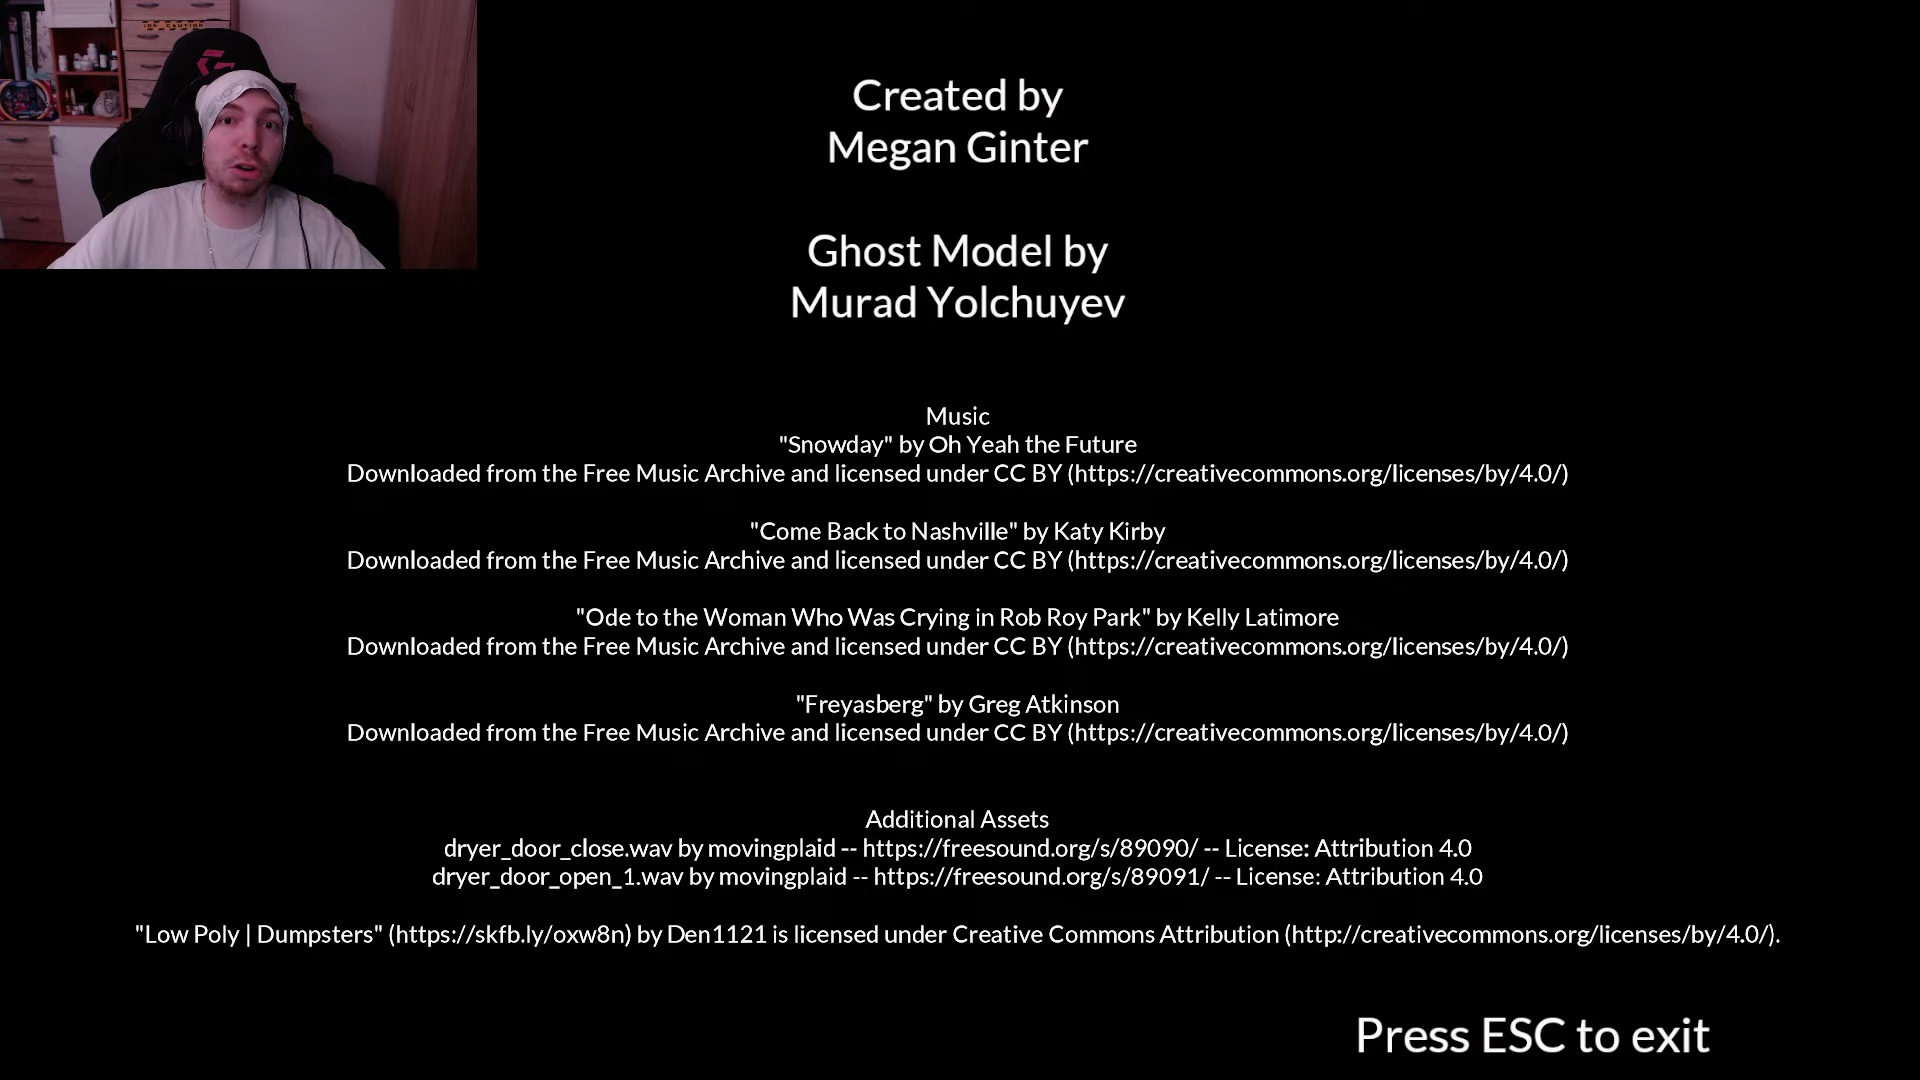 CAUTION
Created by
Megan Ginter
Ghost Model by
Murad Yolchuyev
Music
"Snowday" by Oh Yeah the Future
Downloaded from the Free Music Archive and licensed under CC BY (https://creativecommons.org/licenses/by/4.0/)
"Come Back to Nashville" by Katy Kirby
Downloaded from the Free Music Archive and licensed under CC BY (https://creativecommons.org/licenses/by/4.0/)
"Ode to the Woman Who Was Crying in Rob Roy Park" by Kelly Latimore
Downloaded from the Free Music Archive and licensed under CC BY (https://creativecommons.org/licenses/by/4.0/)
"Freyasberg" by Greg Atkinson
Downloaded from the Free Music Archive and licensed under CC BY (https://creativecommons.org/licenses/by/4.0/)
Additional Assets
dryer_door_close.wav by movingplaid -- https://freesound.org/s/89090/ -- License: Attribution 4.0
dryer_door_open_1.wav by movingplaid -- https://freesound.org/s/89091/ -- License: Attribution 4.0
"Low Poly | Dumpsters" (https://skfb.ly/oxw8n) by Den1121 is licensed under Creative Commons Attribution (http://creativecommons.org/licenses/by/4.0/).
Press ESC to exit